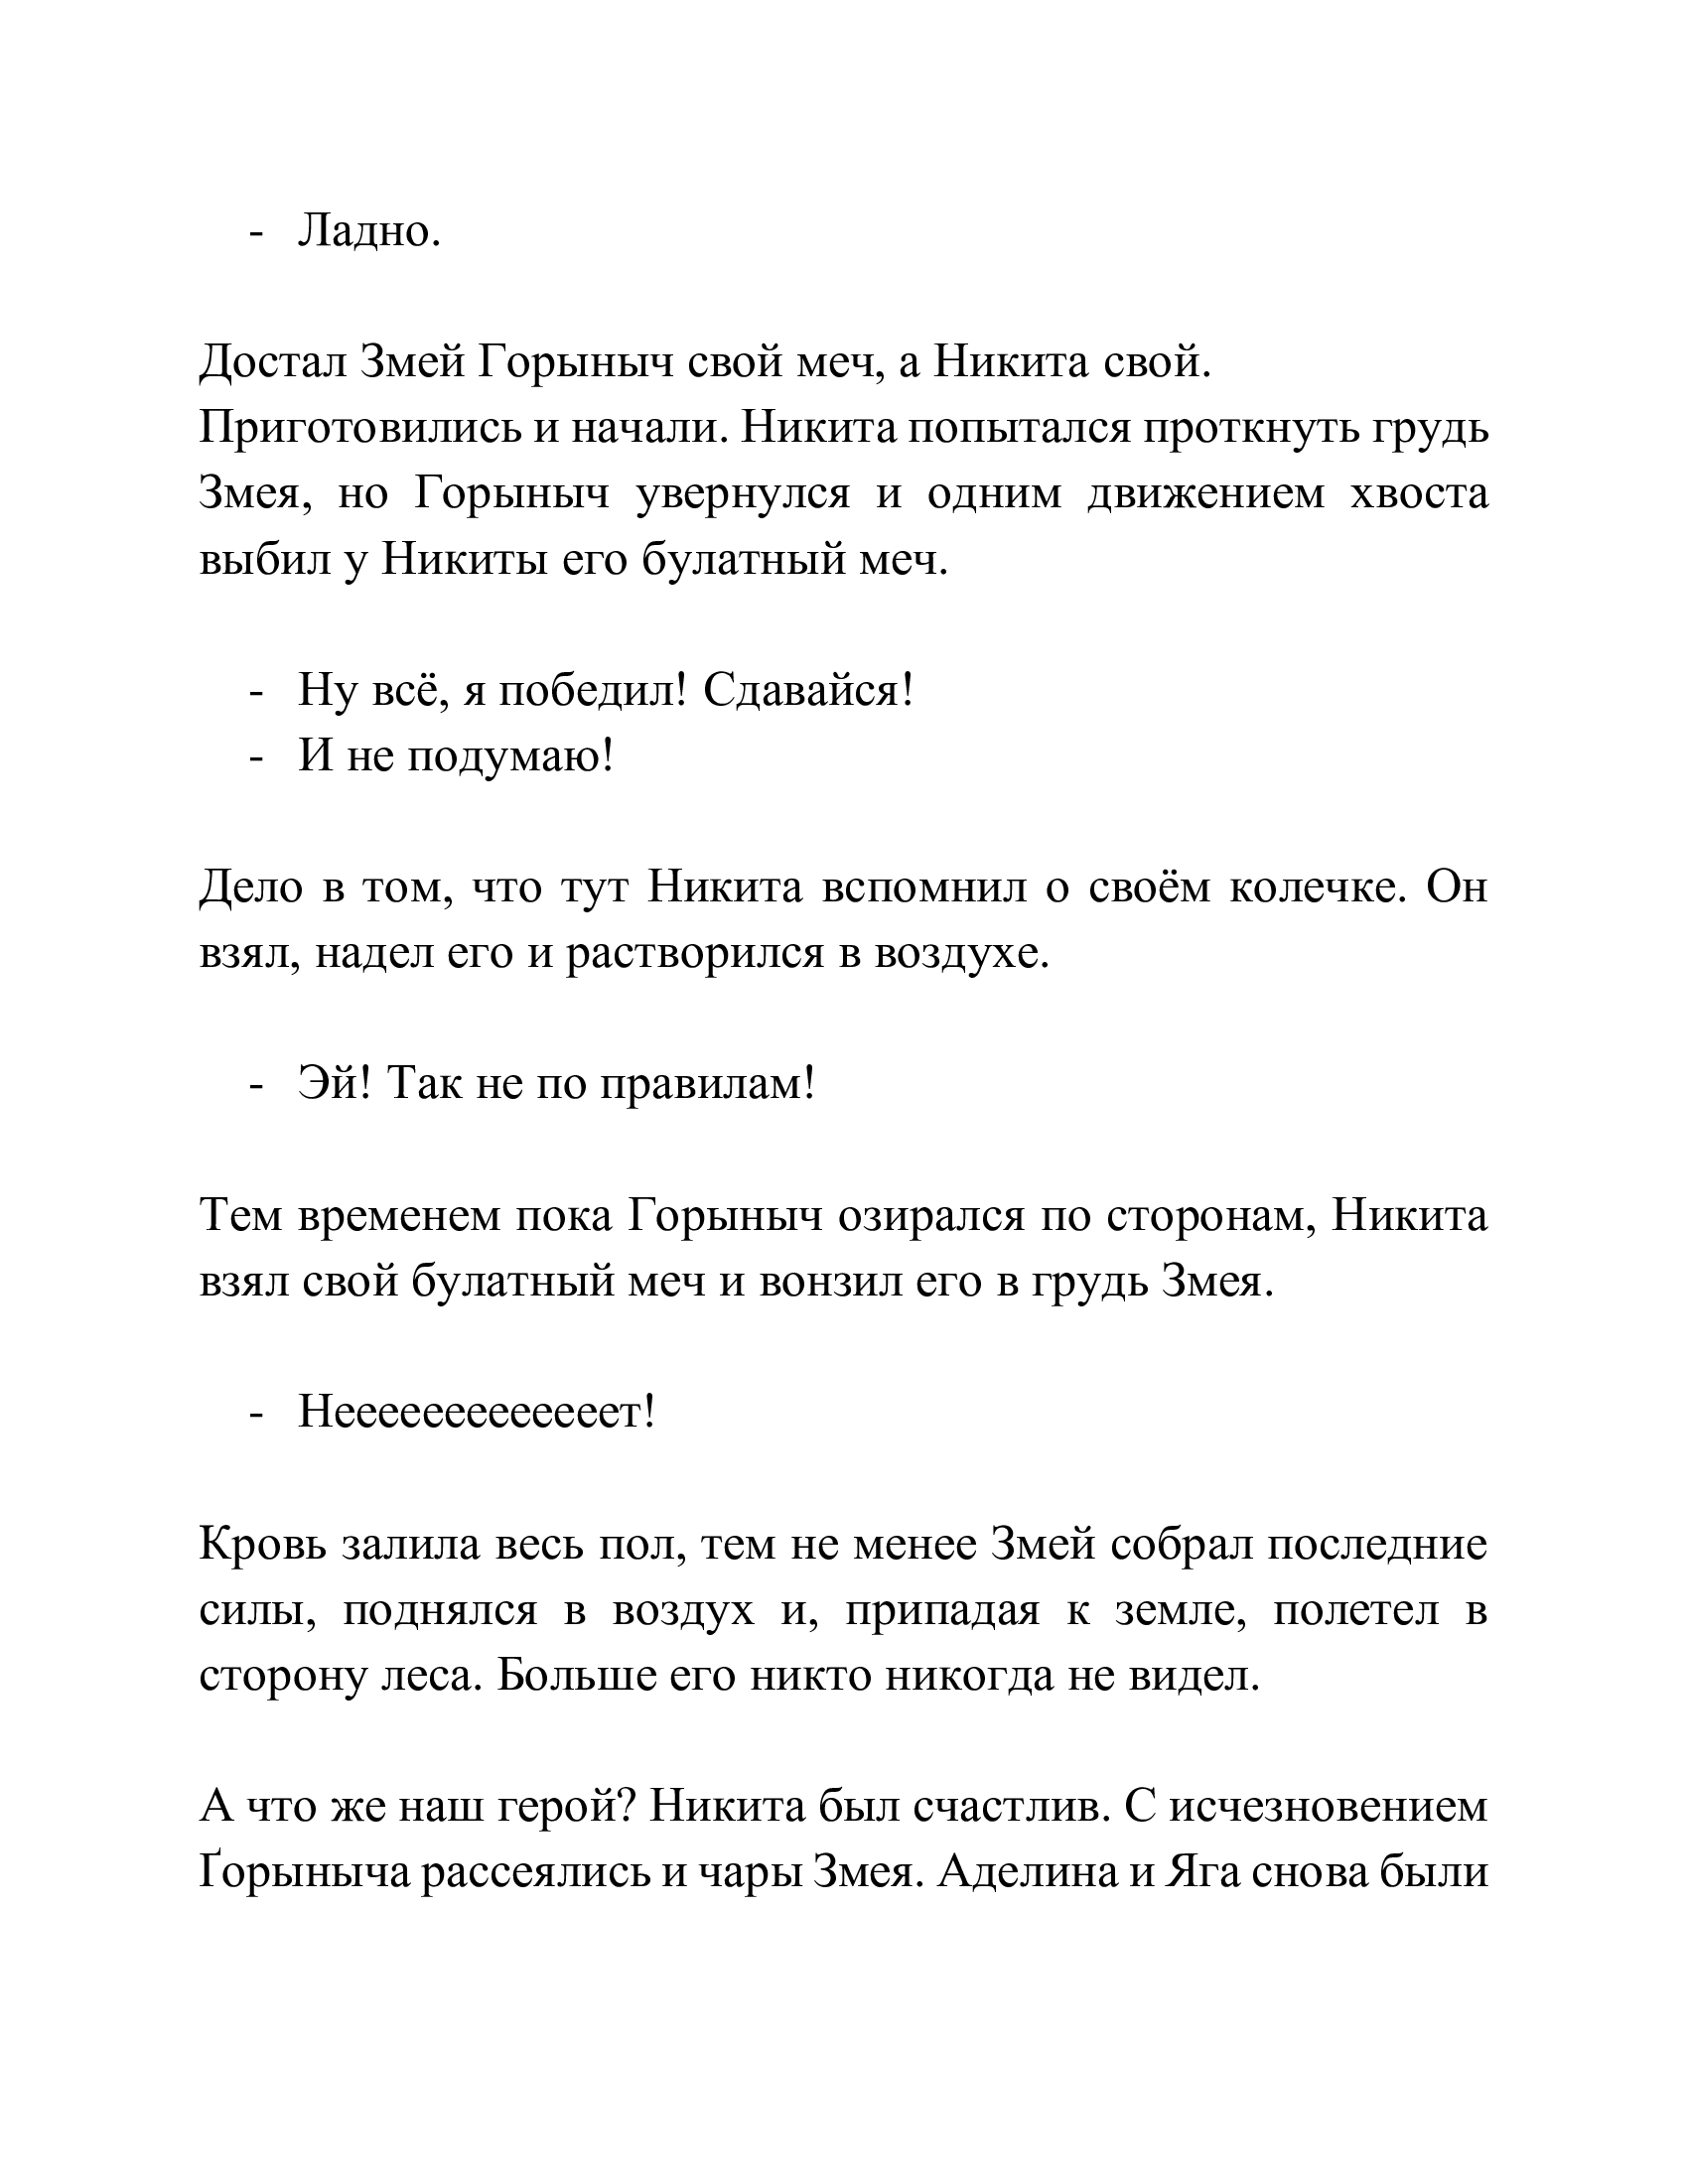 - Ладно.
Достал Змей Горыныч свой меч, а Никита свой.
Приготовились и начали. Никита попытался проткнуть грудь
Змея, но Горыныч увернулся и одним движением хвоста
выбил у Никиты его булатный меч.
- Ну всё, я победил! Сдавайся!
- И не подумаю!
Дело в том, что тут Никита вспомнил о своём колечке. Он
взял, надел его и растворился в воздухе.
- Эй! Так не по правилам!
Тем временем пока Горыныч озирался по сторонам, Никита
взял свой булатный меч и вонзил его в грудь Змея.
- Неееееееееееееет!
Кровь залила весь пол, тем не менее Змей собрал последние
силы, поднялся в воздух и, припадая к земле, полетел в
сторону леса. Больше его никто никогда не видел.
А что же наш герой? Никита был счастлив. С исчезновением
Ґорыныча рассеялись и чары Змея. Аделина и Яга снова были